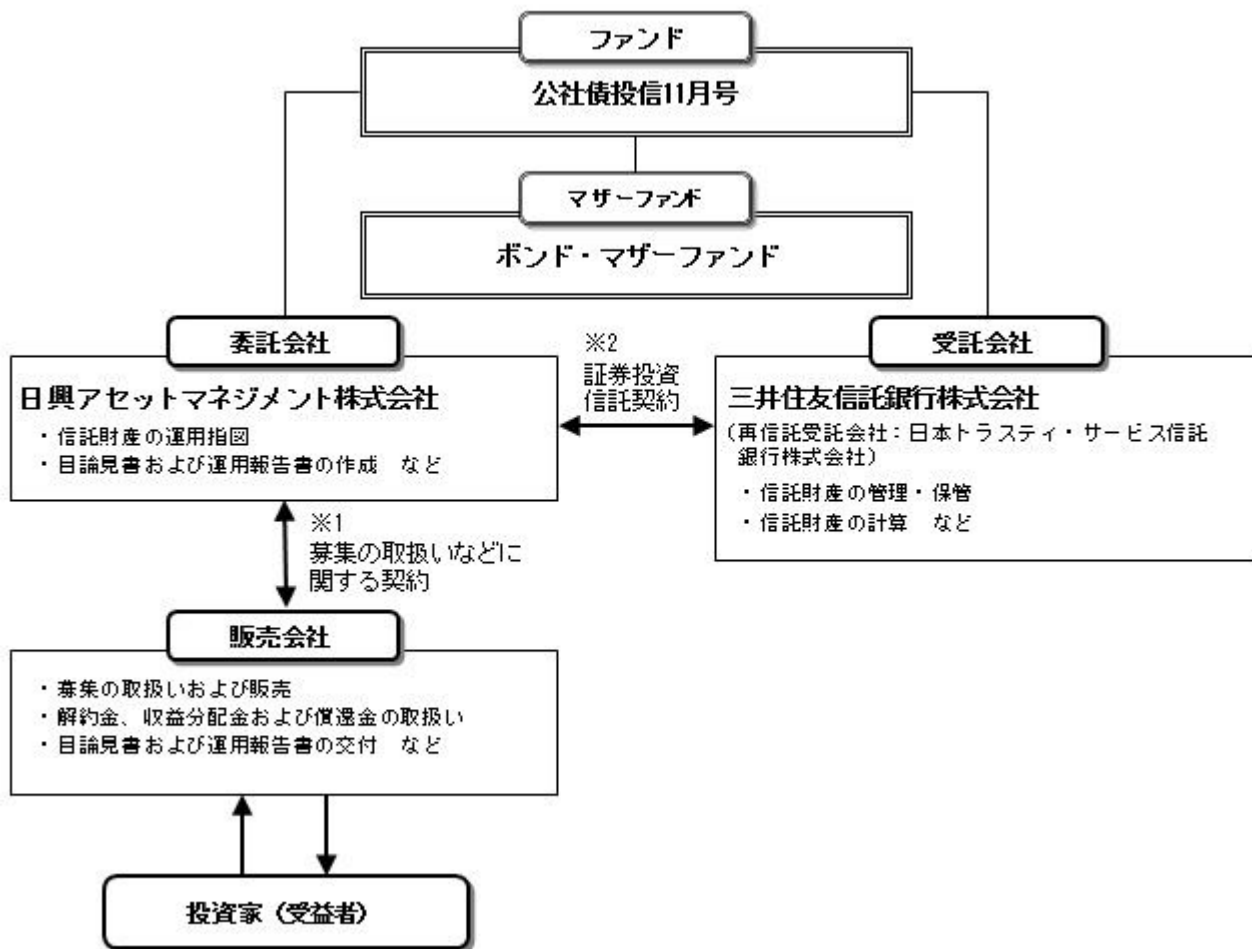 ファンド
公社債投信11月号
マザーファンド
ボンド・マザーファンド
委託会社
日興アセットマネジメント株式会社
・信託財産の運用指図
・目論見書および運用報告書の作成　など
※2
証券投資
信託契約
受託会社
三井住友信託銀行株式会社
(再信託受託会社：日本トラスティ・サービス信託
銀行株式会社)
・信託財産の管理・保管
・信託財産の計算　など
※1
募集の取扱いなどに
関する契約
販売会社
・募集の取扱いおよび販売
・解約金、収益分配金および償還金の取扱い
・目論見書および運用報告書の交付　など
投資家（受益者）